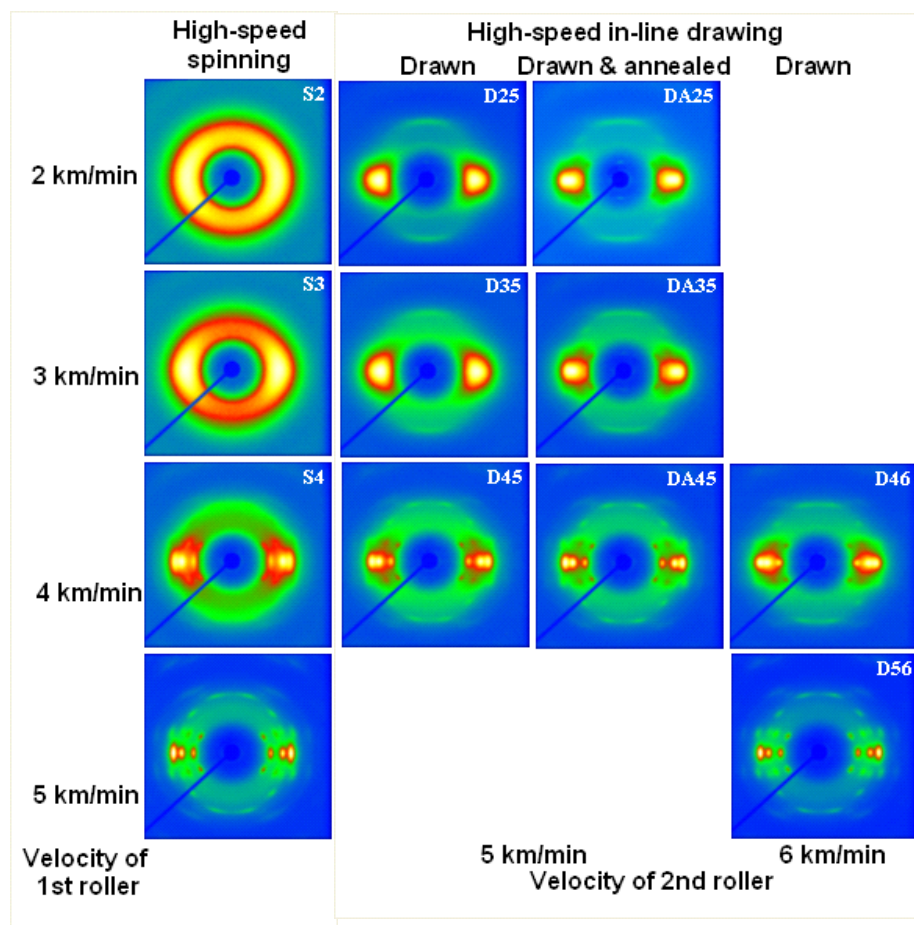 High-speed
spinning
High-speed in-line drawing
Drawn
Drawn & annealed
Drawn
2 km/min
S2
D25
DA25
3 km/min
S3
D35
DA35
4 km/min
S4
D45
DA45
D46
5 km/min
D56
Velocity of
1st roller
5 km/min
6 km/min
Velocity of 2nd roller